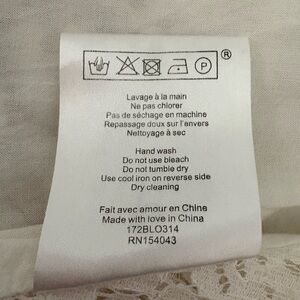 ®
P
Lavage à la main
Ne pas chlorer
Pas de séchage en machine
Repassage doux sur l'envers
Nettoyage à sec
Hand wash
Do not use bleach
Do not tumble dry
Use cool iron on reverse side
Dry cleaning
Fait avec amour en Chine
Made with love in China
172BLO314
RN154043